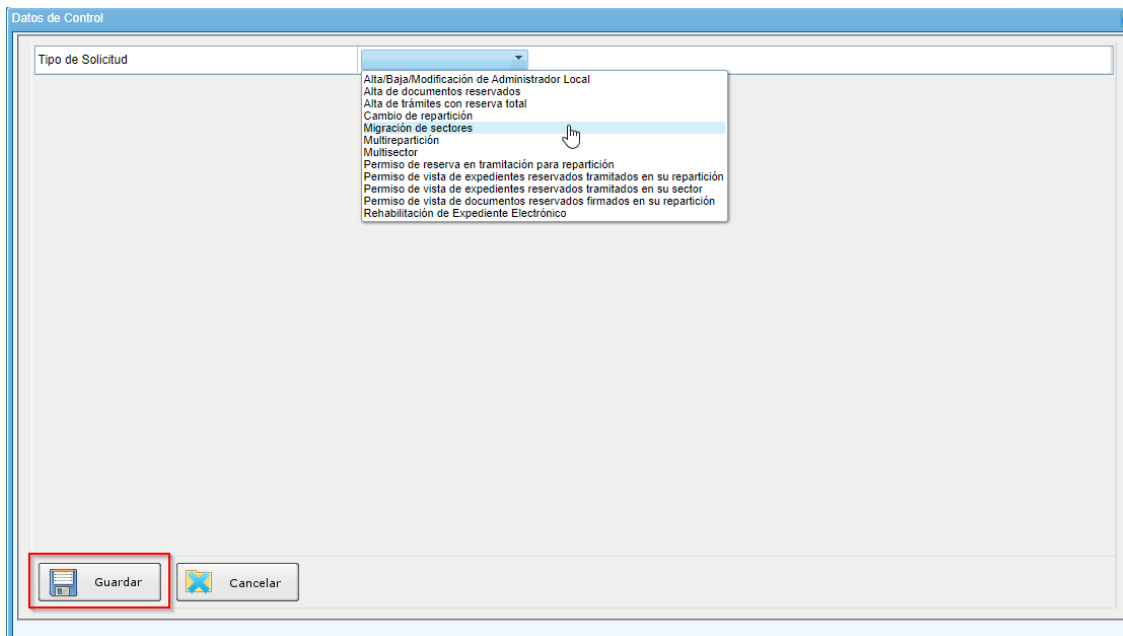 Datos de Control
Tipo de Solicitud
Alta/Baja/Modificación de Administrador Local
Alta de documentos reservados
Alta de trámites con reserva total
Cambio de repartición
Migración de sectores
Multirepartición
Multisector
Permiso de reserva en tramitación para repartición
Permiso de vista de expedientes reservados tramitados en su repartición
Permiso de vista de expedientes reservados tramitados en su sector
Permiso de vista de documentos reservados firmados en su repartición
Rehabilitación de Expediente Electrónico
Guardar Cancelar